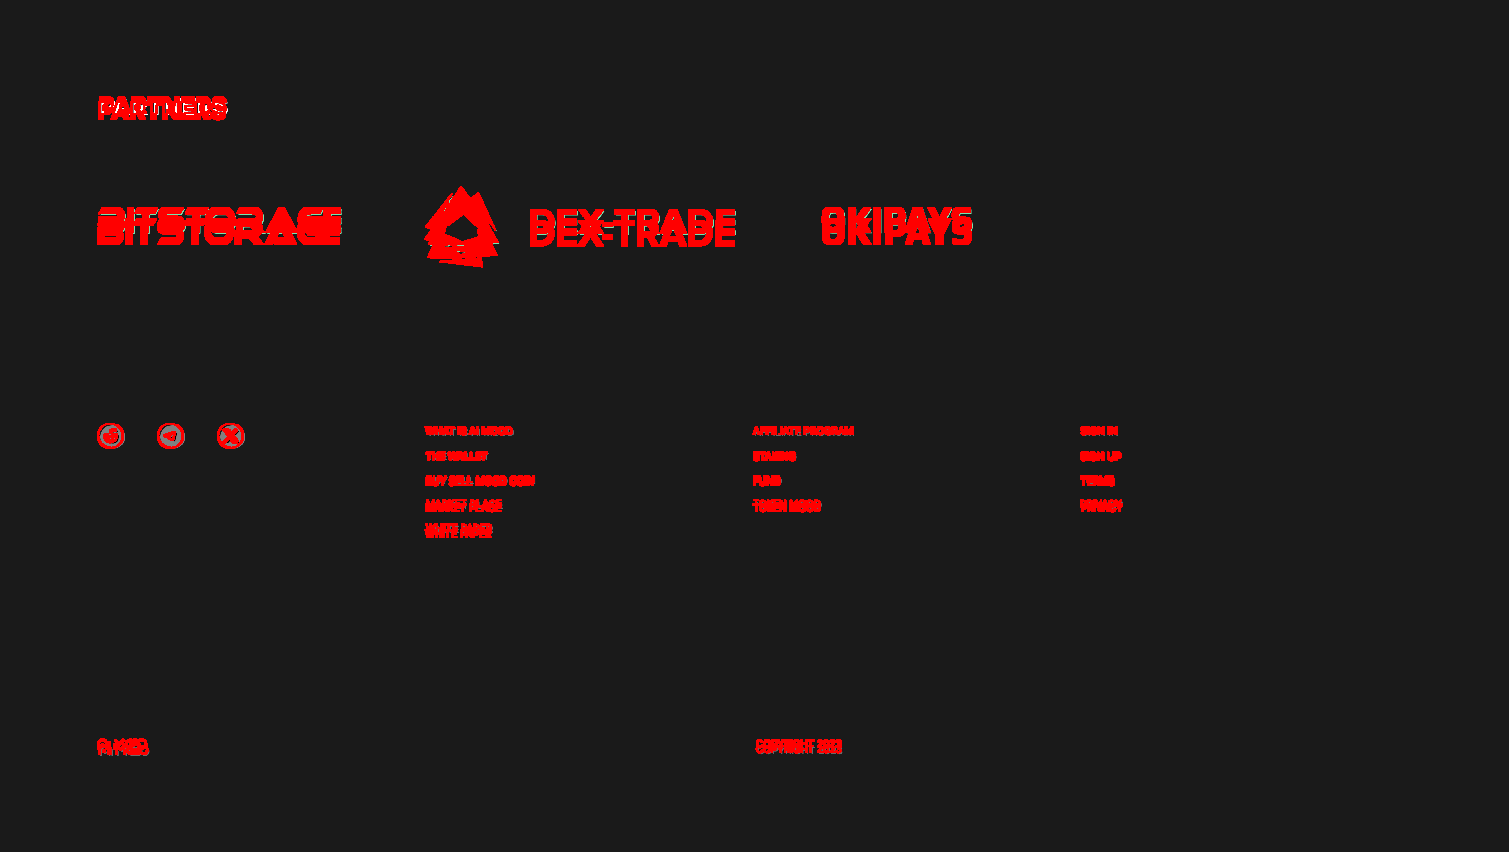 PARTNERS
BITSTORAGE
DEX-TRADE
OKIPAYS
WHAT IS AI MOOD
AFFILIATE PROGRAM
SIGN IN
THE WALLET
STAKING
SIGN UP
BUY SELL MOOD COIN
FUND
TERMS
MARKET PLACE
TOKEN MOOD
PRIVACY
WHITE PAPER
COPYRIGHT